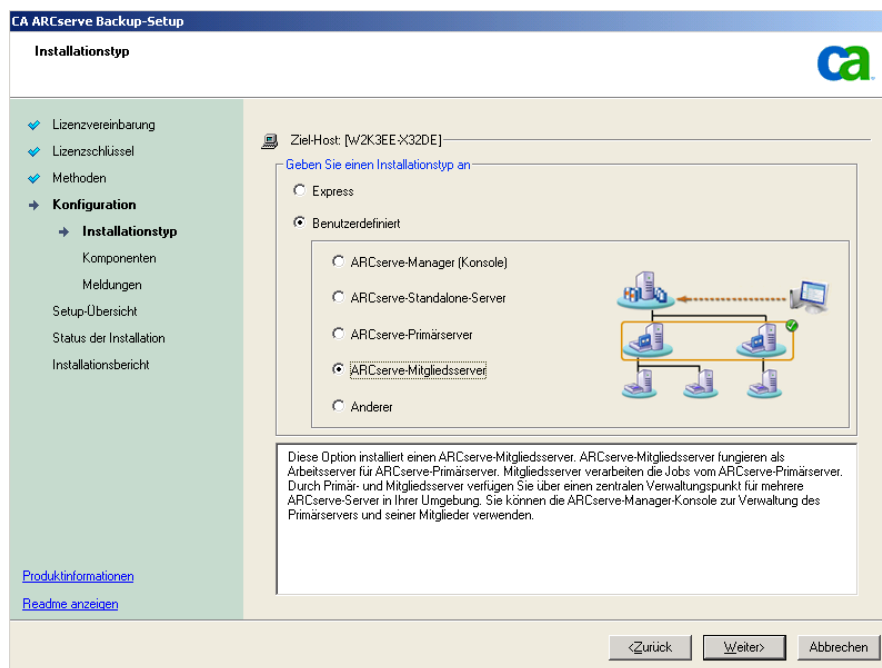 CA ARCserve Backup-Setup
Installationstyp
ca
Lizenzvereinbarung
Lizenzschlüssel
Methoden
Konfiguration
Installationstyp
Komponenten
Meldungen
Setup-Übersicht
Status der Installation
Installationsbericht
Produktinformationen
Readme anzeigen
Ziel-Host: [W2K3EE-X32DE]
Geben Sie einen Installationstyp an
Express
Benutzerdefiniert
ARCserve-Manager (Konsole)
ARCserve-Standalone-Server
ARCserve-Primärserver
ARCserve-Mitgliedsserver
Anderer
Diese Option installiert einen ARCserve-Mitgliedsserver. ARCserve-Mitgliedsserver fungieren als
Arbeitsserver für ARCserve-Primärserver. Mitgliedsserver verarbeiten die Jobs vom ARCserve-Primärserver.
Durch Primär- und Mitgliedsserver verfügen Sie über einen zentralen Verwaltungspunkt für mehrere
ARCserve-Server in Ihrer Umgebung. Sie können die ARCserve-Manager-Konsole zur Verwaltung des
Primärservers und seiner Mitglieder verwenden.
<Zurück
Weiter>
Abbrechen